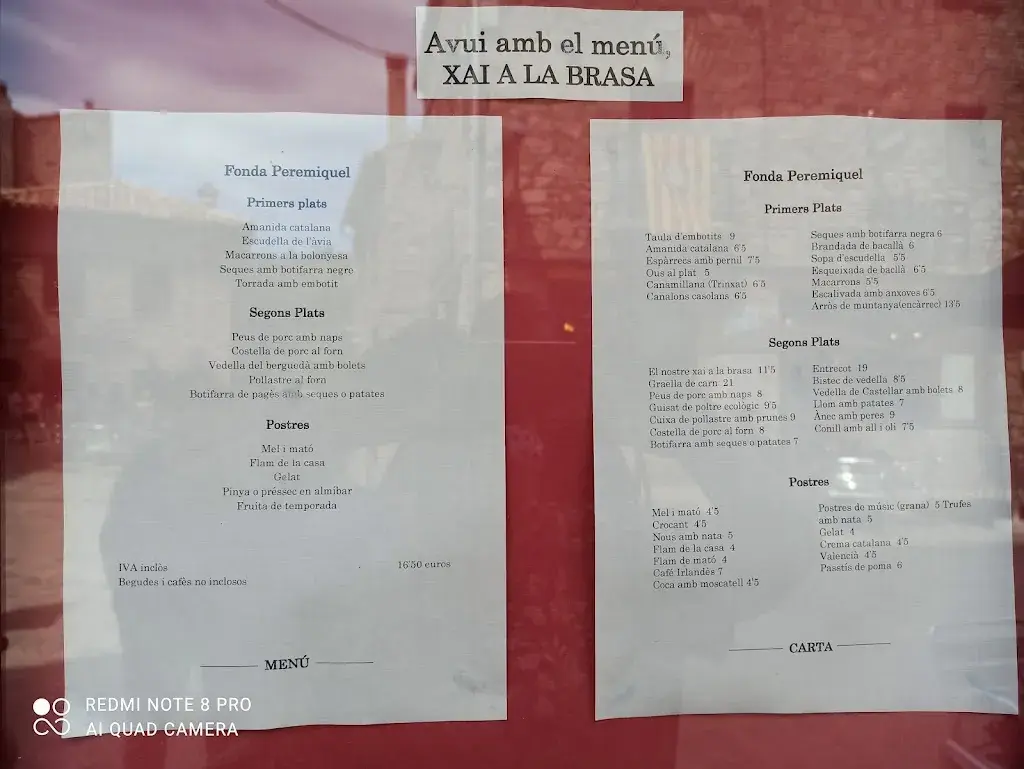 Avui amb el menú,
XAI A LA BRASA
Fonda Peremiquel
Primers plats
Amanida catalana
Escudella de l'àvia
Macarrons a la bolonyesa
Seques amb botifarra negre
Torrada amb embotit
Segons Plats
Peus de porc amb naps
Costella de porc al forn
Vedella del berguedà amb bolets
Pollastre al forn
Botifarra de pagès amb seques o patates
Postres
Mel i mató
Flam de la casa
Gelat
Pinya o préssec en almíbar
Fruita de temporada
IVA inclòs 16'50 euros
Begudes i cafès no inclosos
MENÚ
Fonda Peremiquel
Primers Plats
Taula d'embotits 9
Amanida catalana 6'5
Espàrrecs amb pernil 7'5
Ous al plat 5
Canamillana (Trinxat) 6'5
Canalons casolans 6'5
Seques amb botifarra negra 6
Brandada de bacallà 6
Sopa d'escudella 5'5
Esqueixada de bacllà 6'5
Macarrons 5'5
Escalivada amb anxoves 6'5
Arròs de muntanya(encàrrec) 13'5
Segons Plats
El nostre xai a la brasa 11'5
Graella de carn 21
Peus de porc amb naps 8
Guisat de poltre ecològic 9'5
Cuixa de pollastre amb prunes 9
Costella de porc al forn 8
Botifarra amb seques o patates 7
Entrecot 19
Bistec de vedella 8'5
Vedella de Castellar amb bolets 8
Llom amb patates 7
Ànec amb peres 9
Conill amb all i oli 7'5
Postres
Mel i mató 4'5
Crocant 4'5
Nous amb nata 5
Flam de la casa 4
Flam de mató 4
Café Irlandès 7
Coca amb moscatell 4'5
Postres de músic (grana) 5 Trufes
amb nata 5
Gelat 4
Crema catalana 4'5
Valencià 4'5
Passtis de poma 6
CARTA
REDMI NOTE 8 PRO
AI QUAD CAMERA